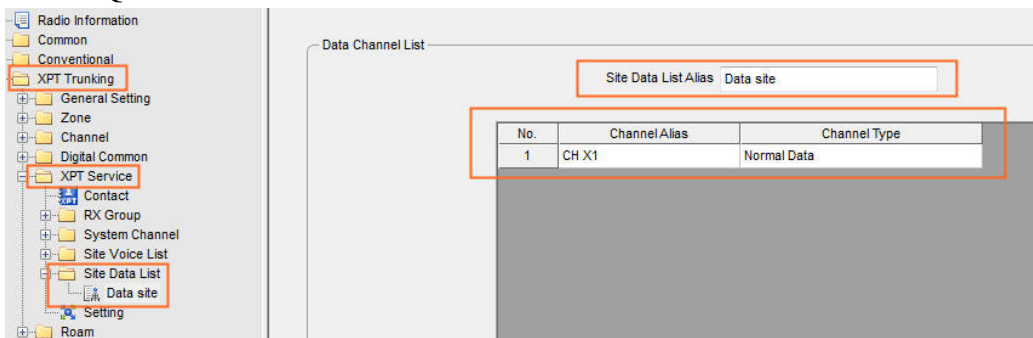 Radio Information
Common
Conventional
XPT Trunking
General Setting
Zone
Channel
Digital Common
XPT Service
Contact
RX Group
System Channel
Site Voice List
Site Data List
Data site
Setting
Roam
Data Channel List
Site Data List Alias Data site
No. Channel Alias Channel Type
1 CH X1 Normal Data